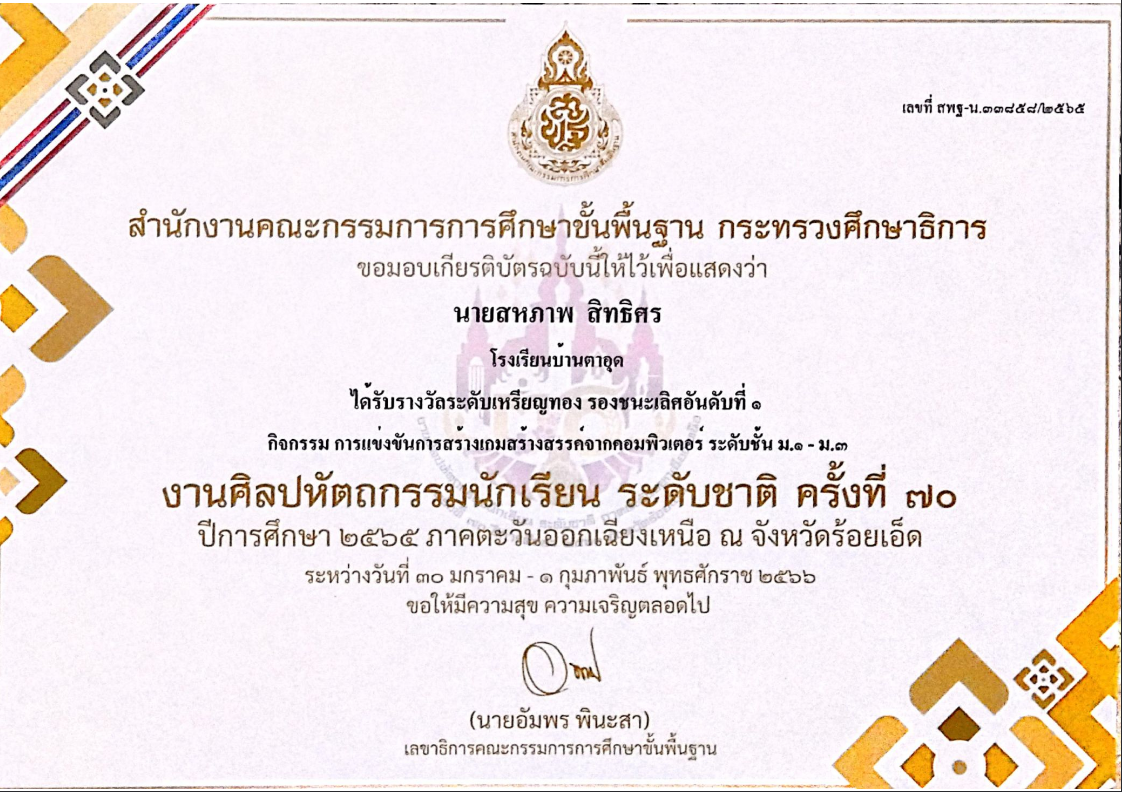 เลขที่ สพฐ-น.๓๓๘๕๘/๒๕๖๕
สำนักงานคณะกรรมการการศึกษาขั้นพื้นฐาน กระทรวงศึกษาธิการ
ขอมอบเกียรติบัตรฉบับนี้ให้ไว้เพื่อแสดงว่า
นายสหภาพ สิทธิศร
โรงเรียนบ้านตาอุด
ได้รับรางวัลระดับเหรียญทอง รองชนะเลิศอันดับที่ ๑
กิจกรรม การแข่งขันการสร้างเกมสร้างสรรค์จากคอมพิวเตอร์ ระดับชั้น ม.๑ - ม.๓
งานศิลปหัตถกรรมนักเรียน ระดับชาติ ครั้งที่ ๗๐
ปีการศึกษา ๒๕๖๕ ภาคตะวันออกเฉียงเหนือ ณ จังหวัดร้อยเอ็ด
ระหว่างวันที่ ๓๐ มกราคม - ๑ กุมภาพันธ์ พุทธศักราช ๒๕๖๖
ขอให้มีความสุข ความเจริญตลอดไป
(นายอัมพร พินะสา)
เลขาธิการคณะกรรมการการศึกษาขั้นพื้นฐาน